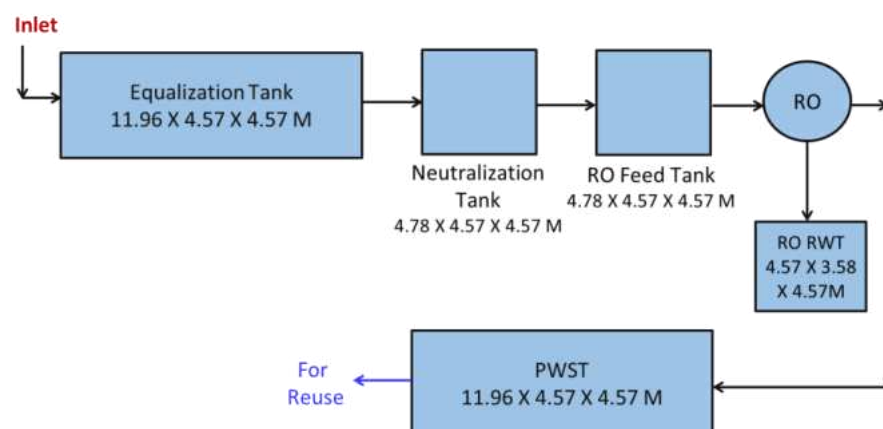 Inlet
Equalization Tank
11.96 X 4.57 X 4.57 M
Neutralization
Tank
4.78 X 4.57 X 4.57 M
RO Feed Tank
4.78 X 4.57 X 4.57 M
RO
RO RWT
4.57 X 3.58
X 4.57M
For
Reuse
PWST
11.96 X 4.57 X 4.57 M